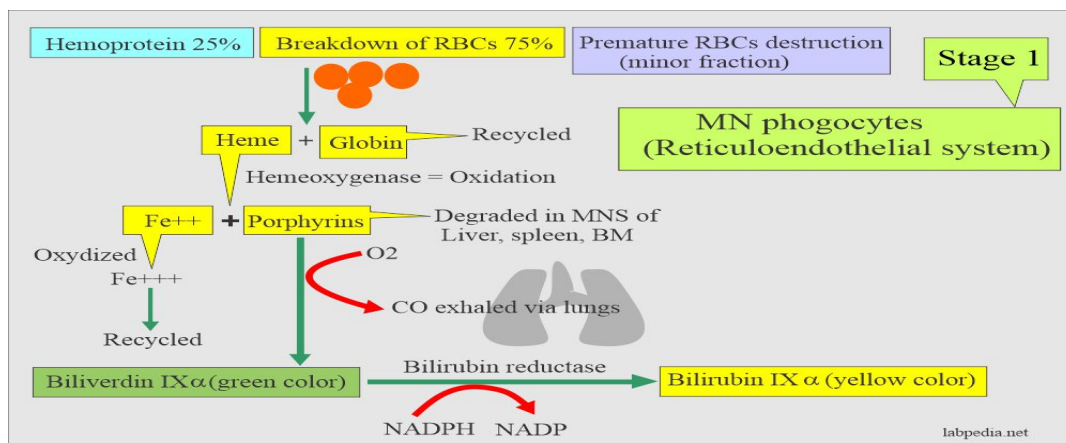 Hemoprotein 25%
Breakdown of RBCs 75%
Premature RBCs destruction
(minor fraction)
Stage 1
MN phogocytes
(Reticuloendothelial system)
Heme + Globin
Recycled
Hemeoxygenase = Oxidation
Fe++ + Porphyrins
Degraded in MNS of
Liver, spleen, BM
Oxydized
Fe+++
Recycled
O2
CO exhaled via lungs
Biliverdin IXα(green color)
Bilirubin reductase
Bilirubin IX α (yellow color)
NADPH NADP
labpedia.net